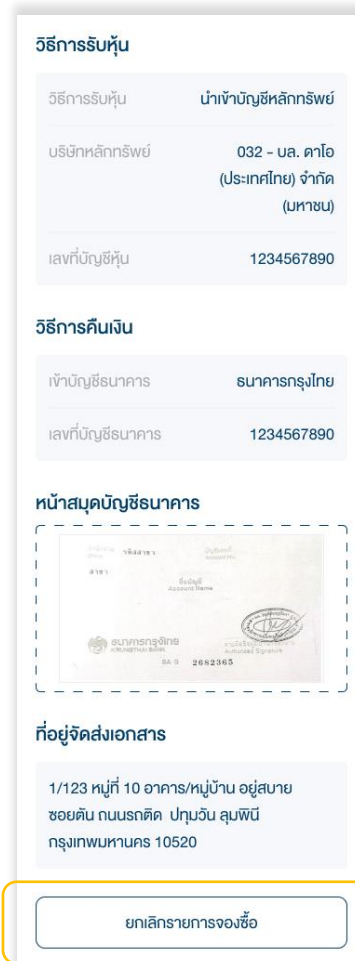 วิธีการรับหุ้น
วิธีการรับหุ้น นำเข้าบัญชีหลักทรัพย์
บริษัทหลักทรัพย์ 032 - บล. ดาโอ
(ประเทศไทย) จำกัด
(มหาชน)
เลขที่บัญชีหุ้น 1234567890
วิธีการคืนเงิน
เข้าบัญชีธนาคาร ธนาคารกรุงไทย
เลขที่บัญชีธนาคาร 1234567890
หน้าสมุดบัญชีธนาคาร
รหัสสาขา
สาขา
ชื่อบัญชี
Account Name
ธนาคารกรุงไทย
KRUNGTHAI BANK
Authorized Signature
2682365
ที่อยู่จัดส่งเอกสาร
1/123 หมู่ที่ 10 อาคาร/หมู่บ้าน อยู่สบาย
ซอยตัน ถนนรถติด ปทุมวัน ลุมพินี
กรุงเทพมหานคร 10520
ยกเลิกรายการจองซื้อ